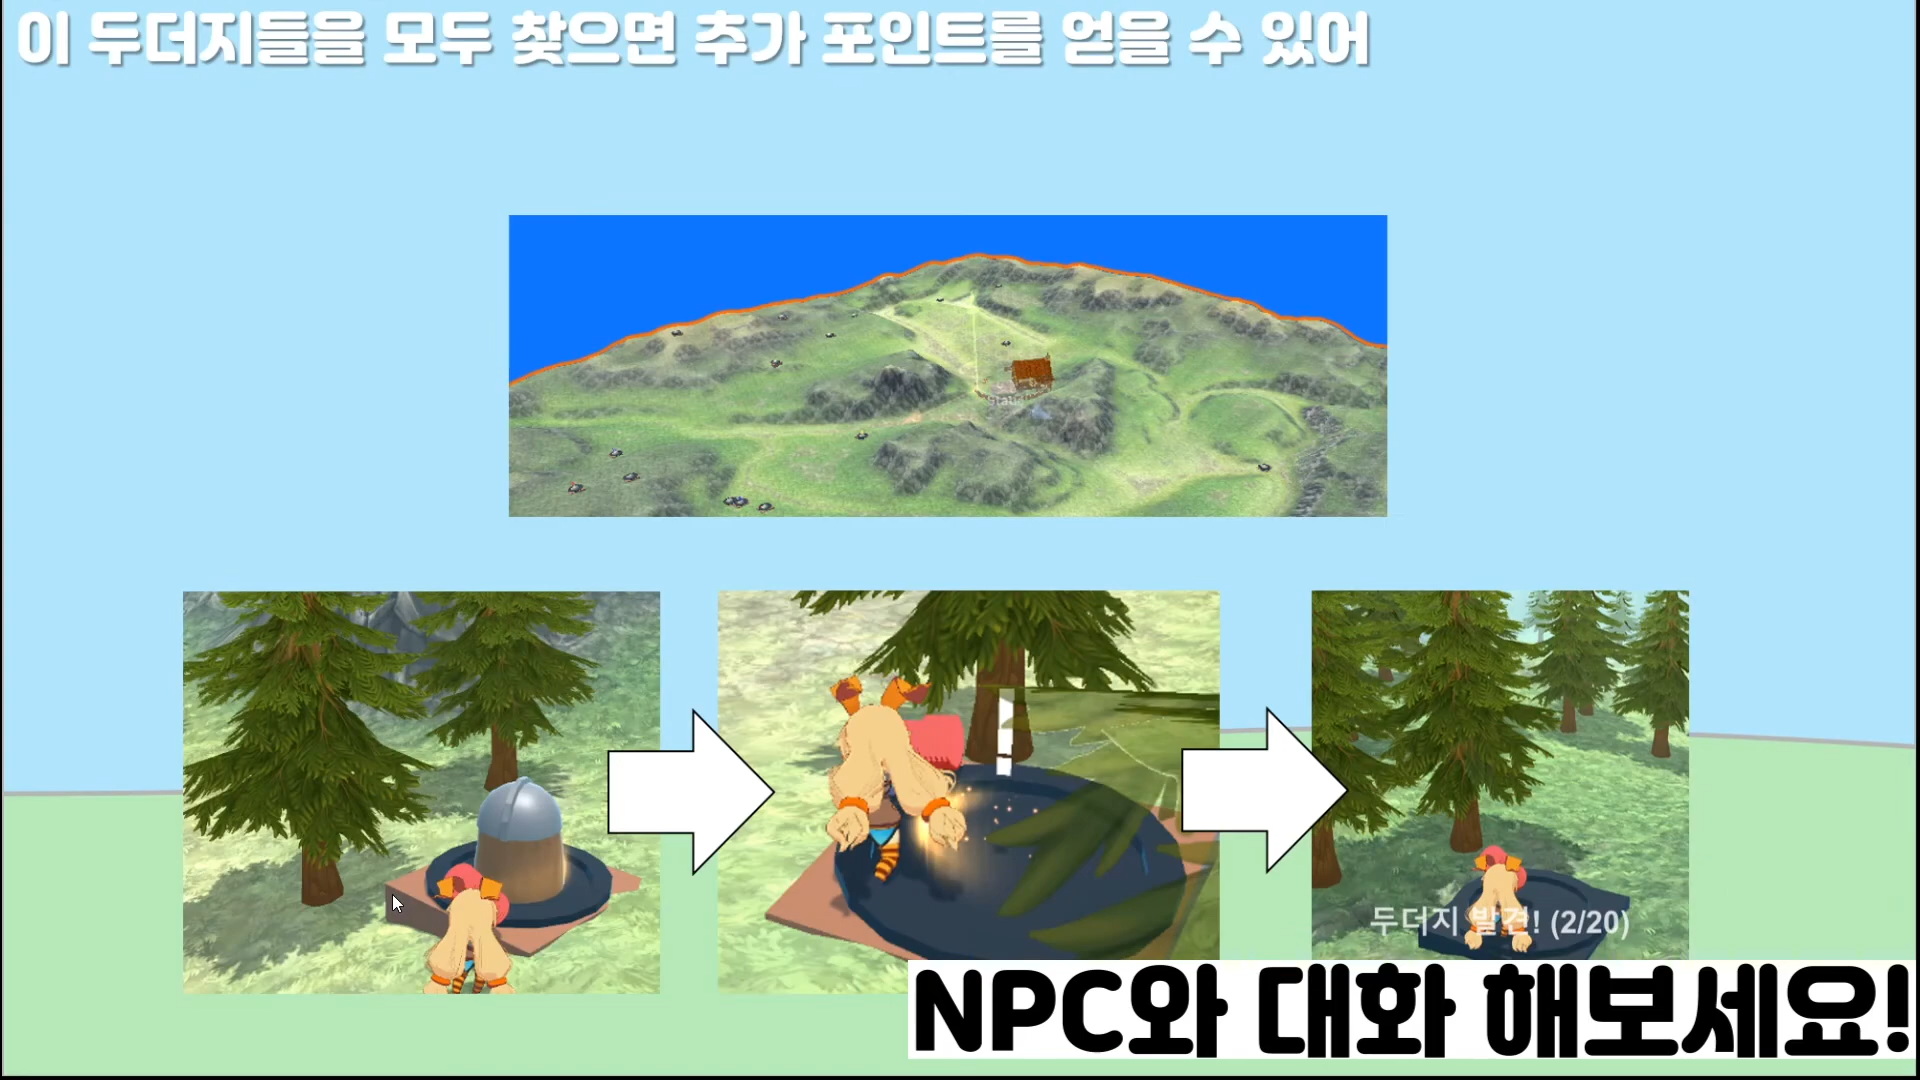 이 두더지들을 모두 찾으면 추가 포인트를 얻을 수 있어
두더지 발견! (2/20)
NPC와 대화 해보세요!